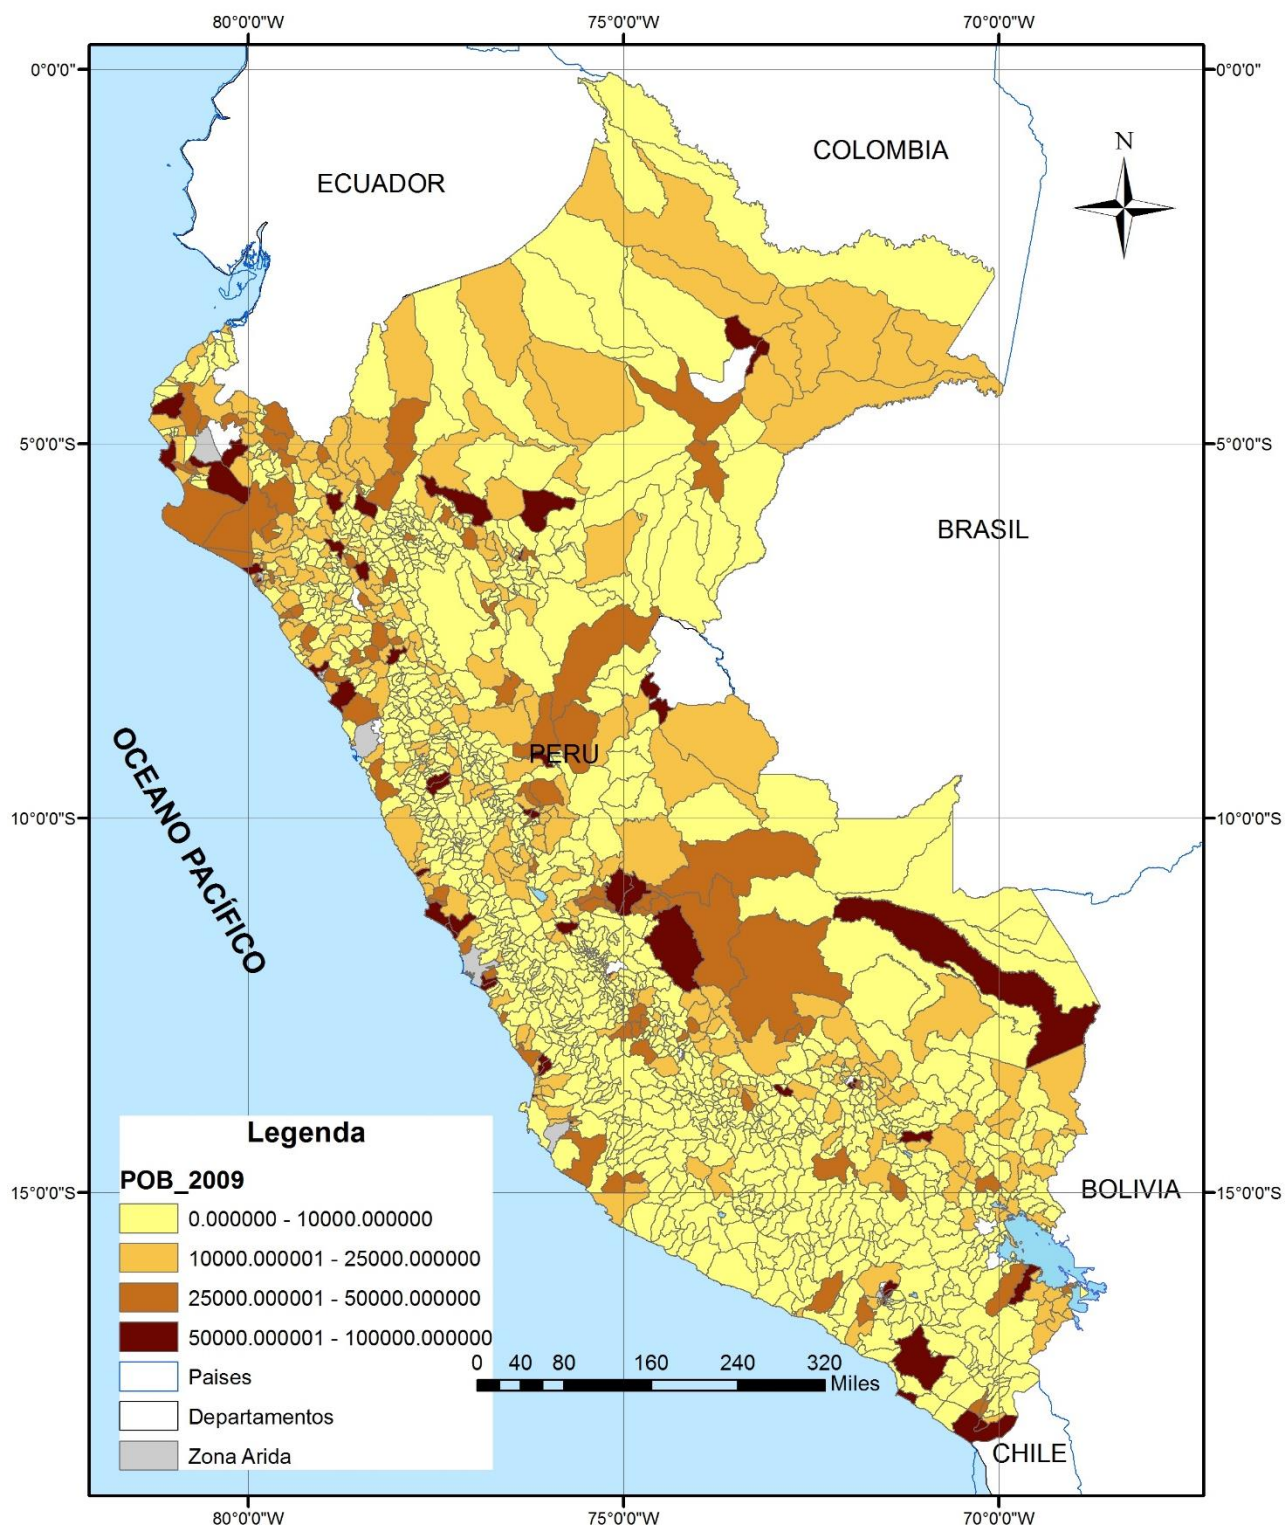 80°0'0"W 75°0'0"W 70°0'0"W
0°0'0" 0°0'0"
COLOMBIA
N
ECUADOR
5°0'0"S 5°0'0"S
BRASIL
PERU
OCEANO PACÍFICO
10°0'0"S 10°0'0"S
Legenda
POB_2009
15°0'0"S 15°0'0"S
BOLIVIA
0.000000 - 10000.000000
10000.000001 - 25000.000000
25000.000001 - 50000.000000
50000.000001 - 100000.000000
0 40 80 160 240 320
Miles
Paises
Departamentos
Zona Arida
CHILE
80°0'0"W 75°0'0"W 70°0'0"W